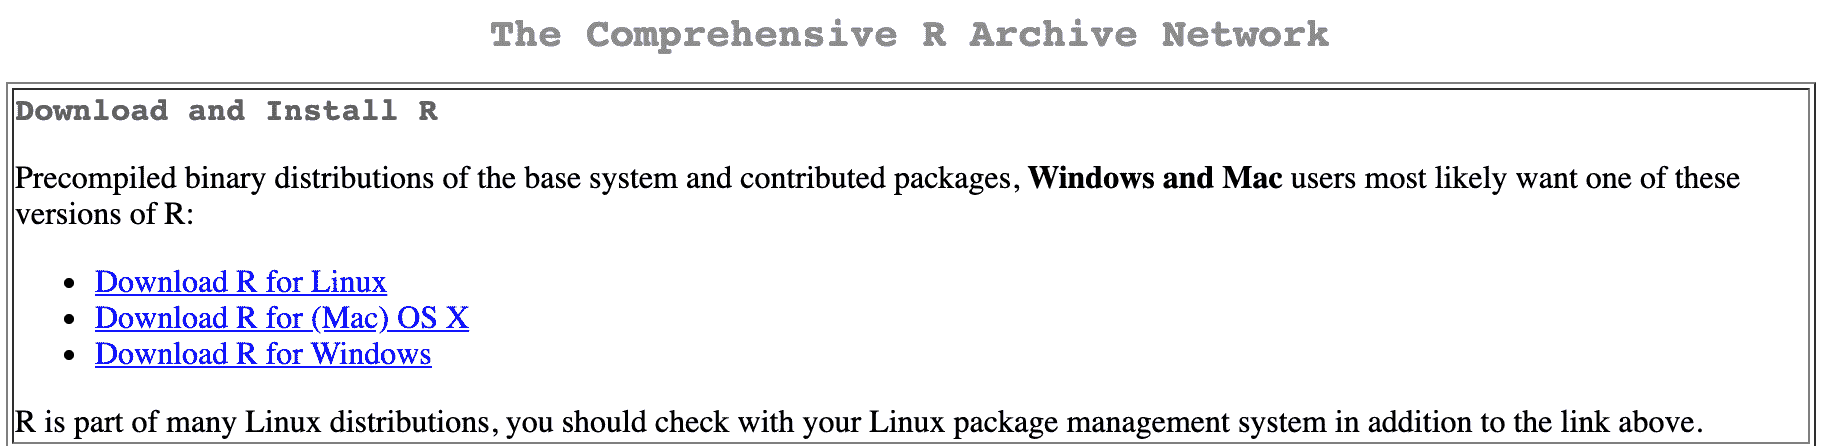 The Comprehensive R Archive Network
Download and Install R
Precompiled binary distributions of the base system and contributed packages, Windows and Mac users most likely want one of these
versions of R:
• Download R for Linux
• Download R for (Mac) OS X
• Download R for Windows
R is part of many Linux distributions, you should check with your Linux package management system in addition to the link above.